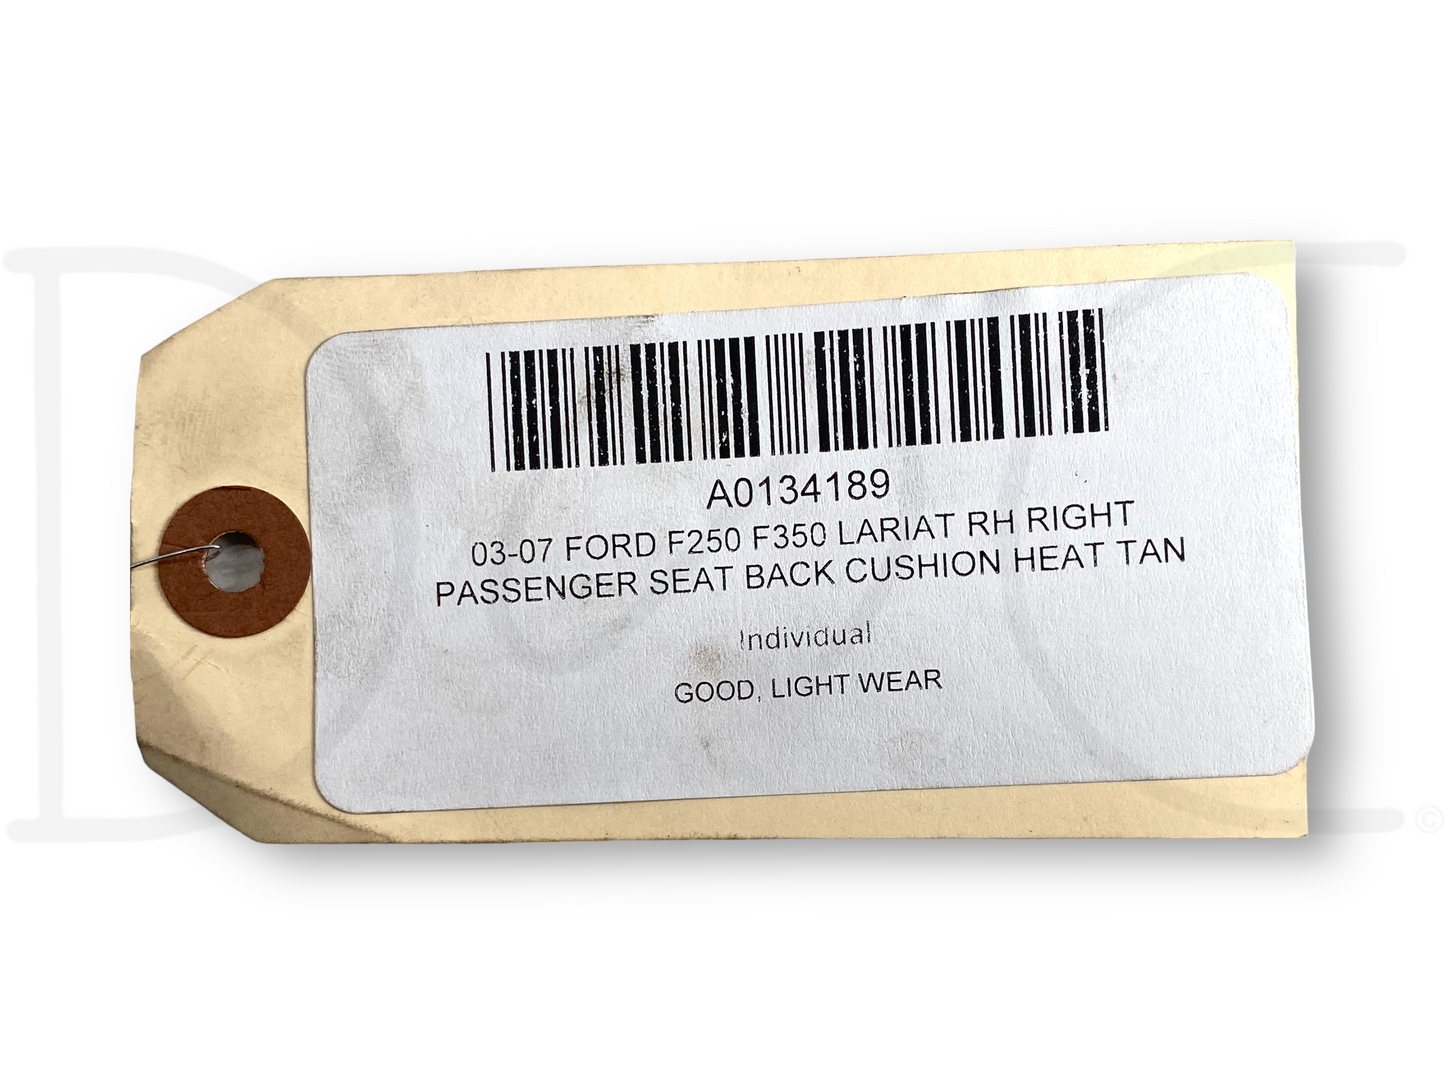 A0134189
03-07 FORD F250 F350 LARIAT RH RIGHT
PASSENGER SEAT BACK CUSHION HEAT TAN
Individual
GOOD, LIGHT WEAR
©